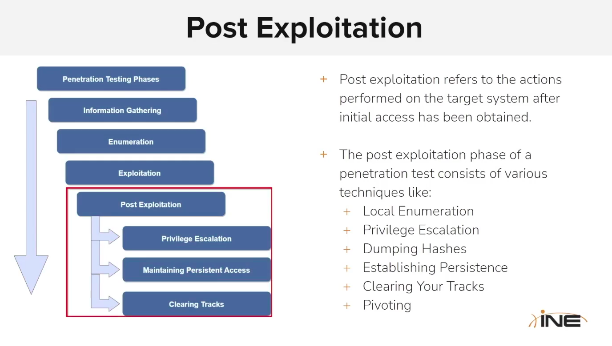 Post Exploitation
Penetration Testing Phases
Information Gathering
Enumeration
Exploitation
Post Exploitation
Privilege Escalation
Maintaining Persistent Access
Clearing Tracks
+ Post exploitation refers to the actions
performed on the target system after
initial access has been obtained.
+ The post exploitation phase of a
penetration test consists of various
techniques like:
+ Local Enumeration
+ Privilege Escalation
+ Dumping Hashes
+ Establishing Persistence
+ Clearing Your Tracks
+ Pivoting
INE